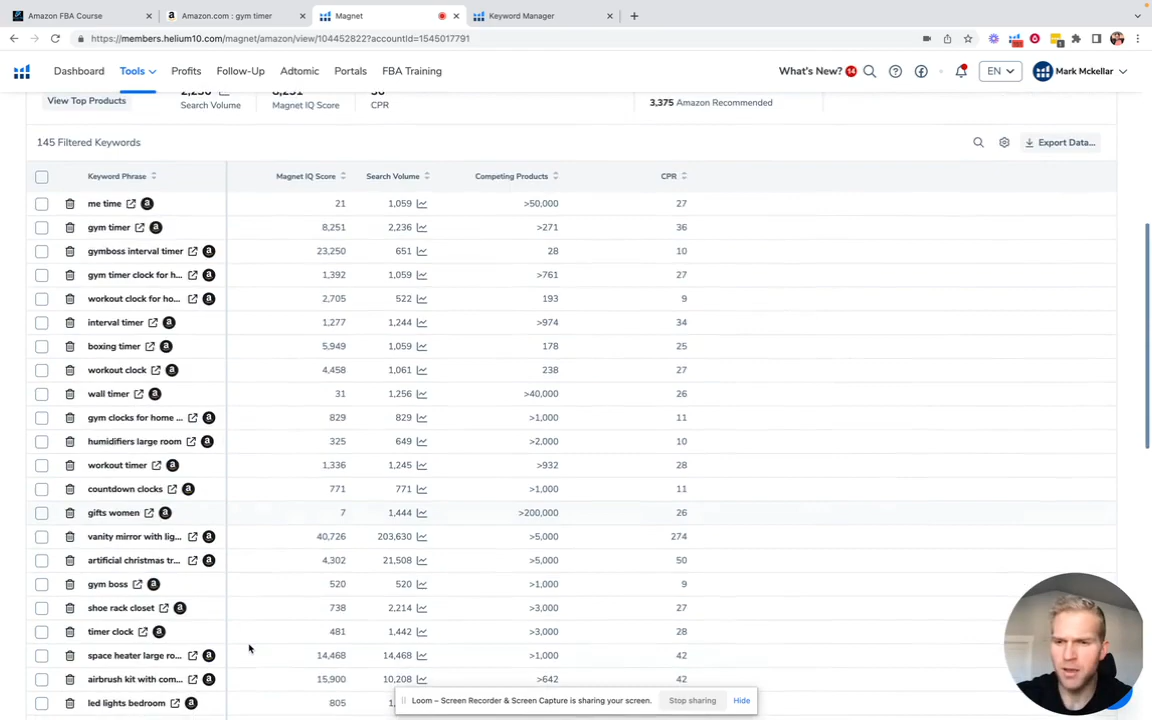 Amazon FBA Course
Amazon.com : gym timer
Magnet
Keyword Manager
https://members.helium10.com/magnet/amazon/view/104452822?accountId=1545017791
Dashboard Tools Profits Follow-Up Adtomic Portals FBA Training What's New? 14 EN Mark Mckellar
View Top Products
2,236 8,251 36
Search Volume Magnet IQ Score CPR 3,375 Amazon Recommended
145 Filtered Keywords Export Data...
Keyword Phrase Magnet IQ Score Search Volume Competing Products CPR
me time 21 1,059 >50,000 27
gym timer 8,251 2,236 >271 36
gymboss interval timer 23,250 651 28 10
gym timer clock for h... 1,392 1,059 >761 27
workout clock for ho... 2,705 522 193 9
interval timer 1,277 1,244 >974 34
boxing timer 5,949 1,059 178 25
workout clock 4,458 1,061 238 27
wall timer 31 1,256 >40,000 26
gym clocks for home ... 829 829 >1,000 11
humidifiers large room 325 649 >2,000 10
workout timer 1,336 1,245 >932 28
countdown clocks 771 771 >1,000 11
gifts women 7 1,444 >200,000 26
vanity mirror with lig... 40,726 203,630 >5,000 274
artificial christmas tr... 4,302 21,508 >5,000 50
gym boss 520 520 >1,000 9
shoe rack closet 738 2,214 >3,000 27
timer clock 481 1,442 >3,000 28
space heater large ro... 14,468 14,468 >1,000 42
airbrush kit with com... 15,900 10,208 >642 42
led lights bedroom 805
Loom – Screen Recorder & Screen Capture is sharing your screen. Stop sharing Hide